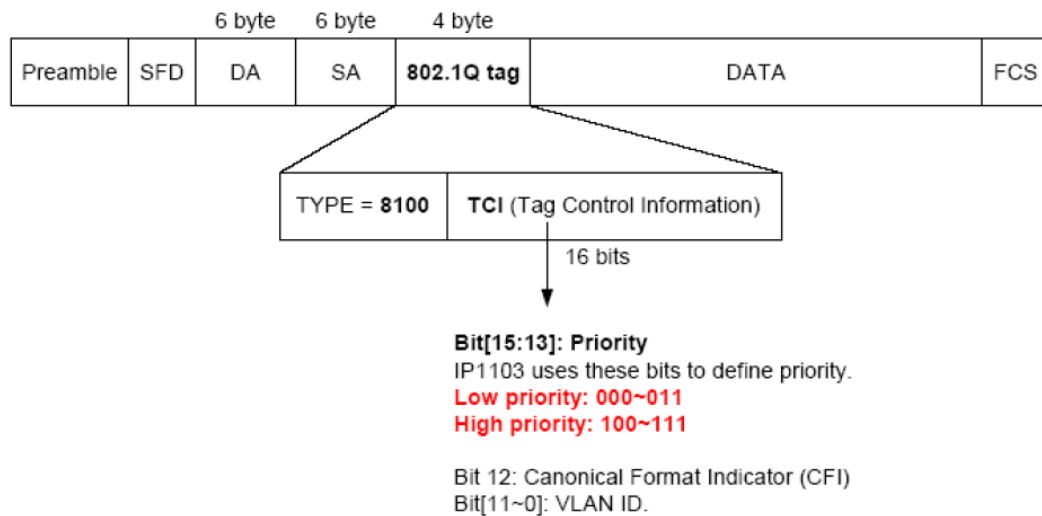 6 byte 6 byte 4 byte
Preamble SFD DA SA 802.1Q tag DATA FCS
TYPE = 8100 TCI (Tag Control Information)
16 bits
Bit[15:13]: Priority
IP1103 uses these bits to define priority.
Low priority: 000~011
High priority: 100~111
Bit 12: Canonical Format Indicator (CFI)
Bit[11~0]: VLAN ID.